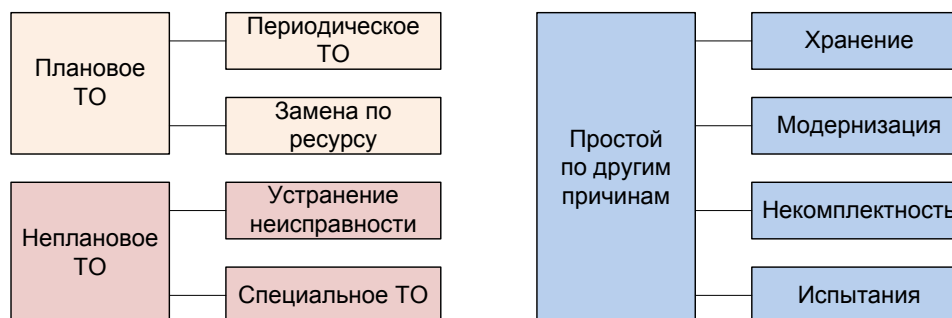 Плановое
ТО
Периодическое
ТО
Замена по
ресурсу
Неплановое
ТО
Устранение
неисправности
Специальное ТО
Простой
по другим
причинам
Хранение
Модернизация
Некомплектность
Испытания